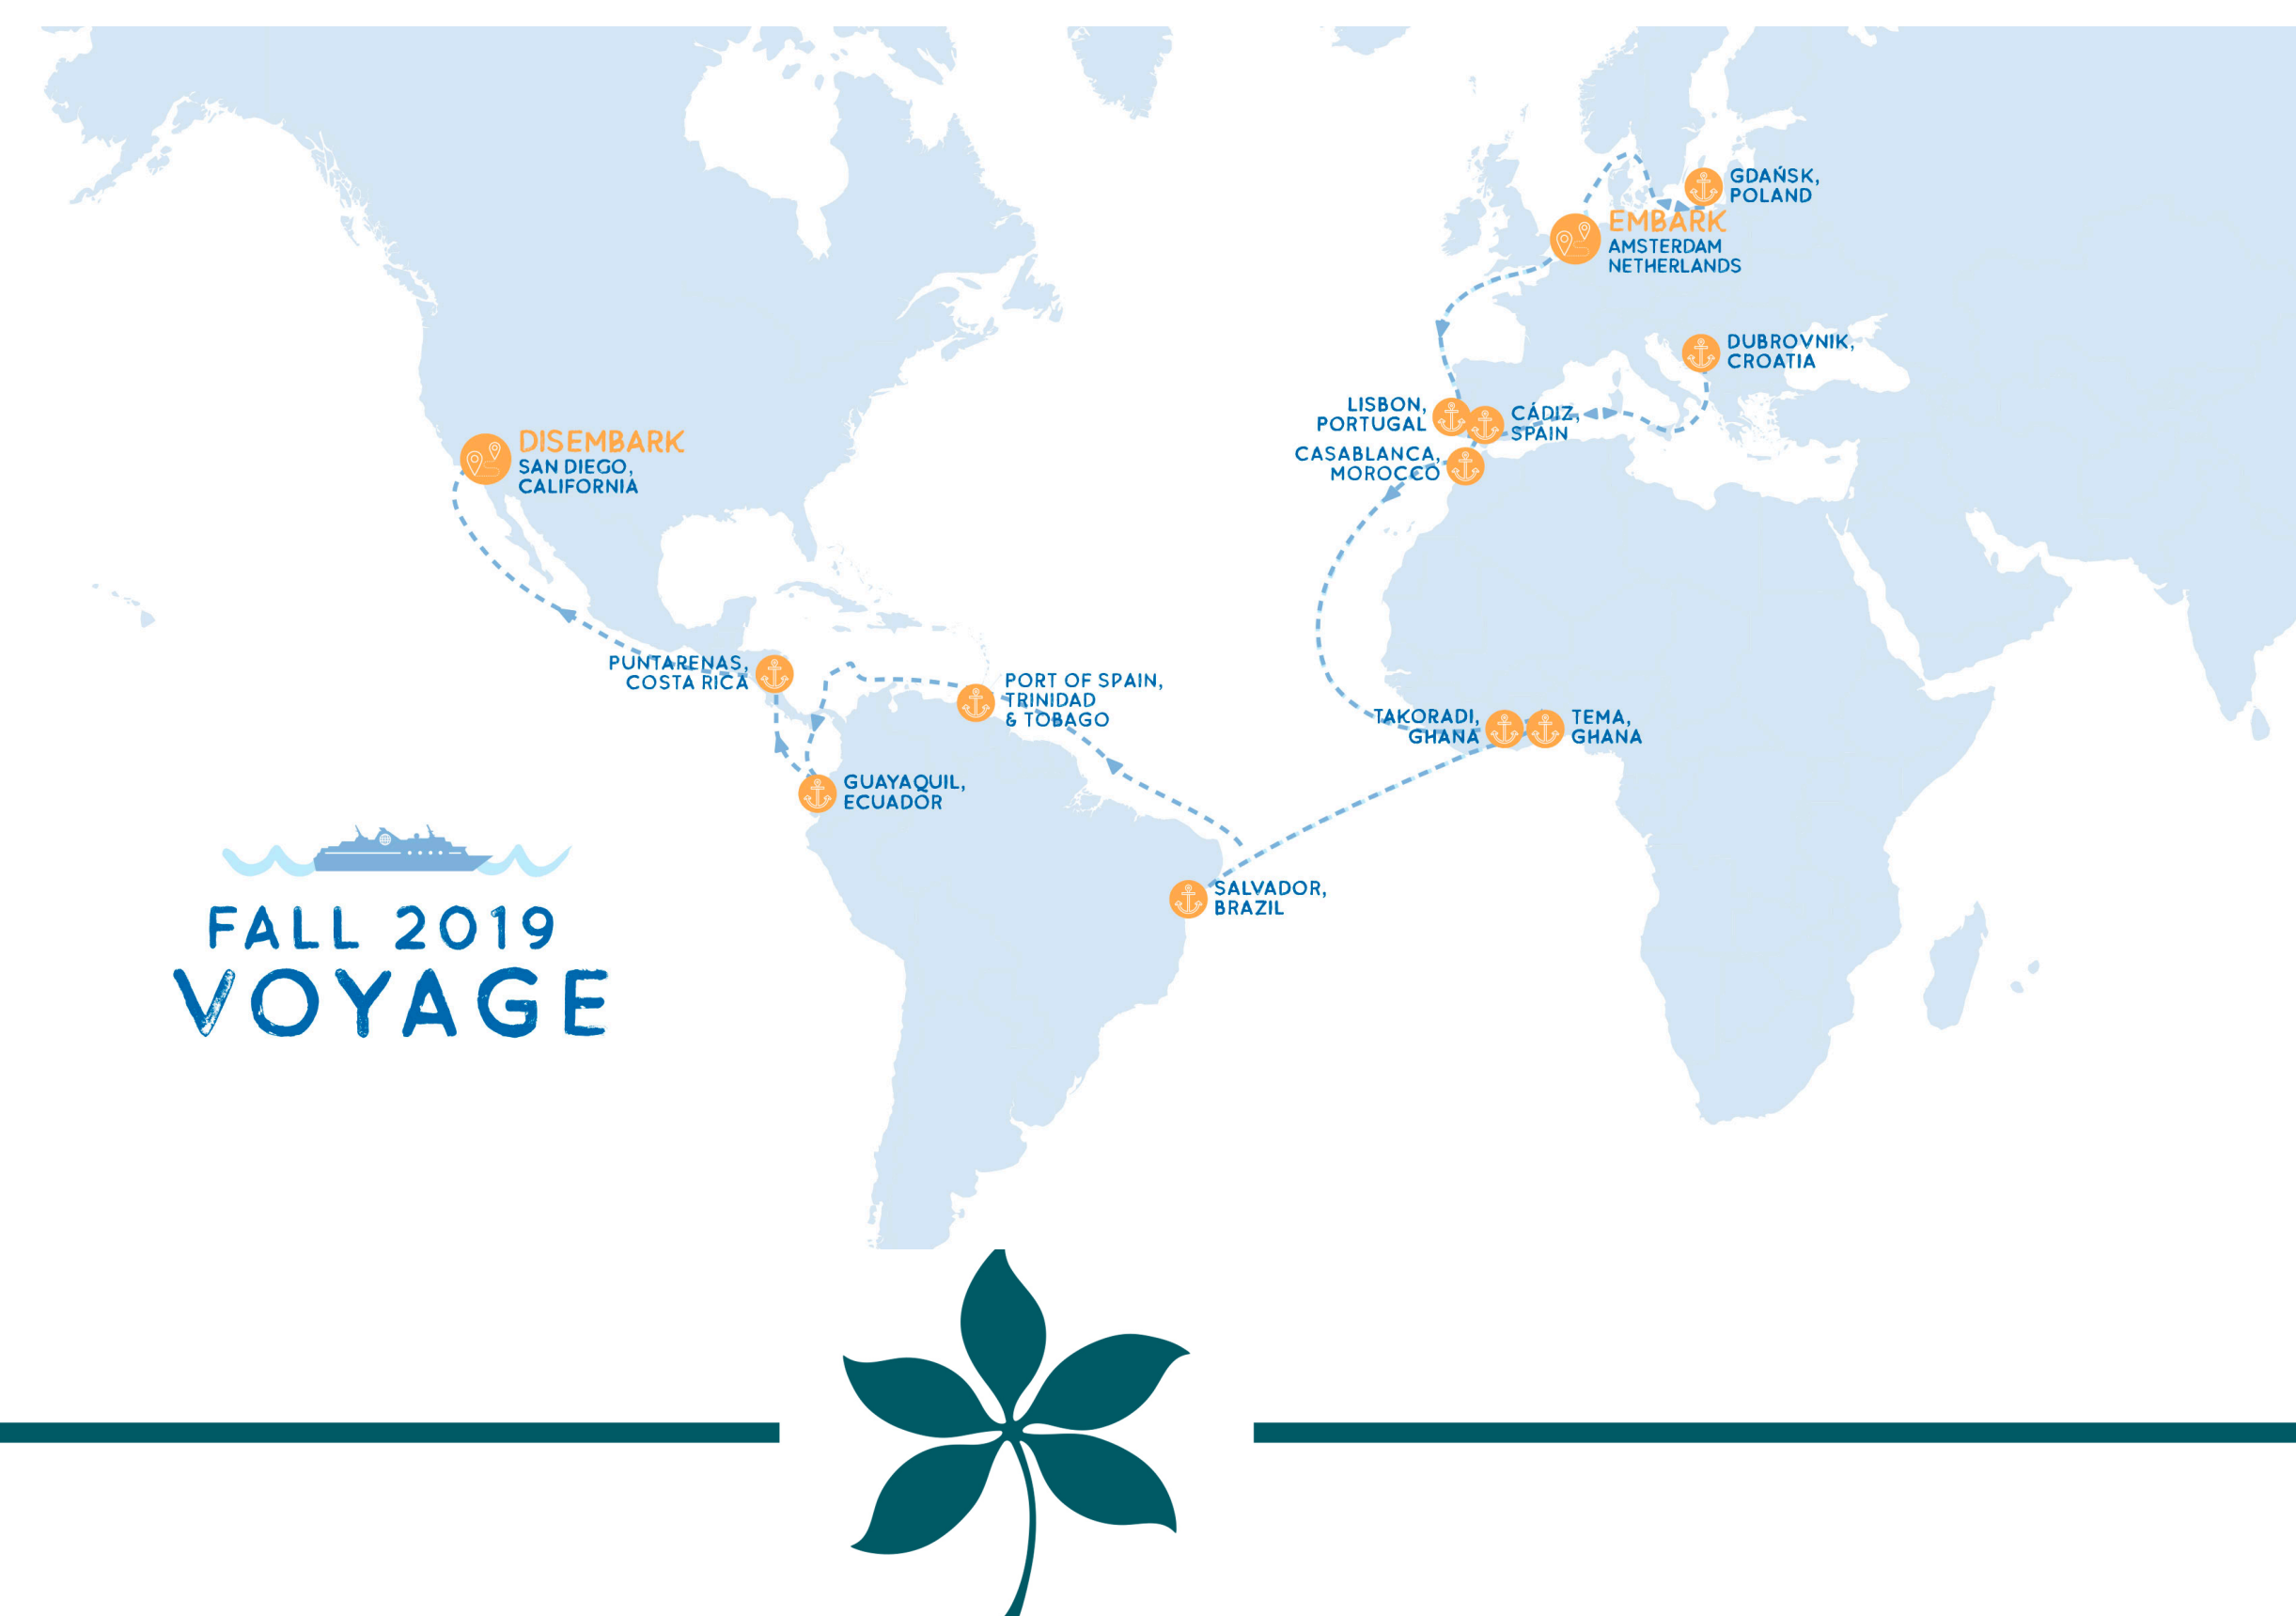 GDAŃSK,
POLAND
EMBARK
AMSTERDAM
NETHERLANDS
DUBROVNIK,
CROATIA
LISBON,
PORTUGAL
CÁDIZ,
SPAIN
CASABLANCA,
MOROCCO
DISEMBARK
SAN DIEGO,
CALIFORNIA
PUNTARENAS,
COSTA RICA
PORT OF SPAIN,
TRINIDAD
& TOBAGO
TAKORADI,
GHANA
TEMA,
GHANA
GUAYAQUIL,
ECUADOR
SALVADOR,
BRAZIL
FALL 2019
VOYAGE